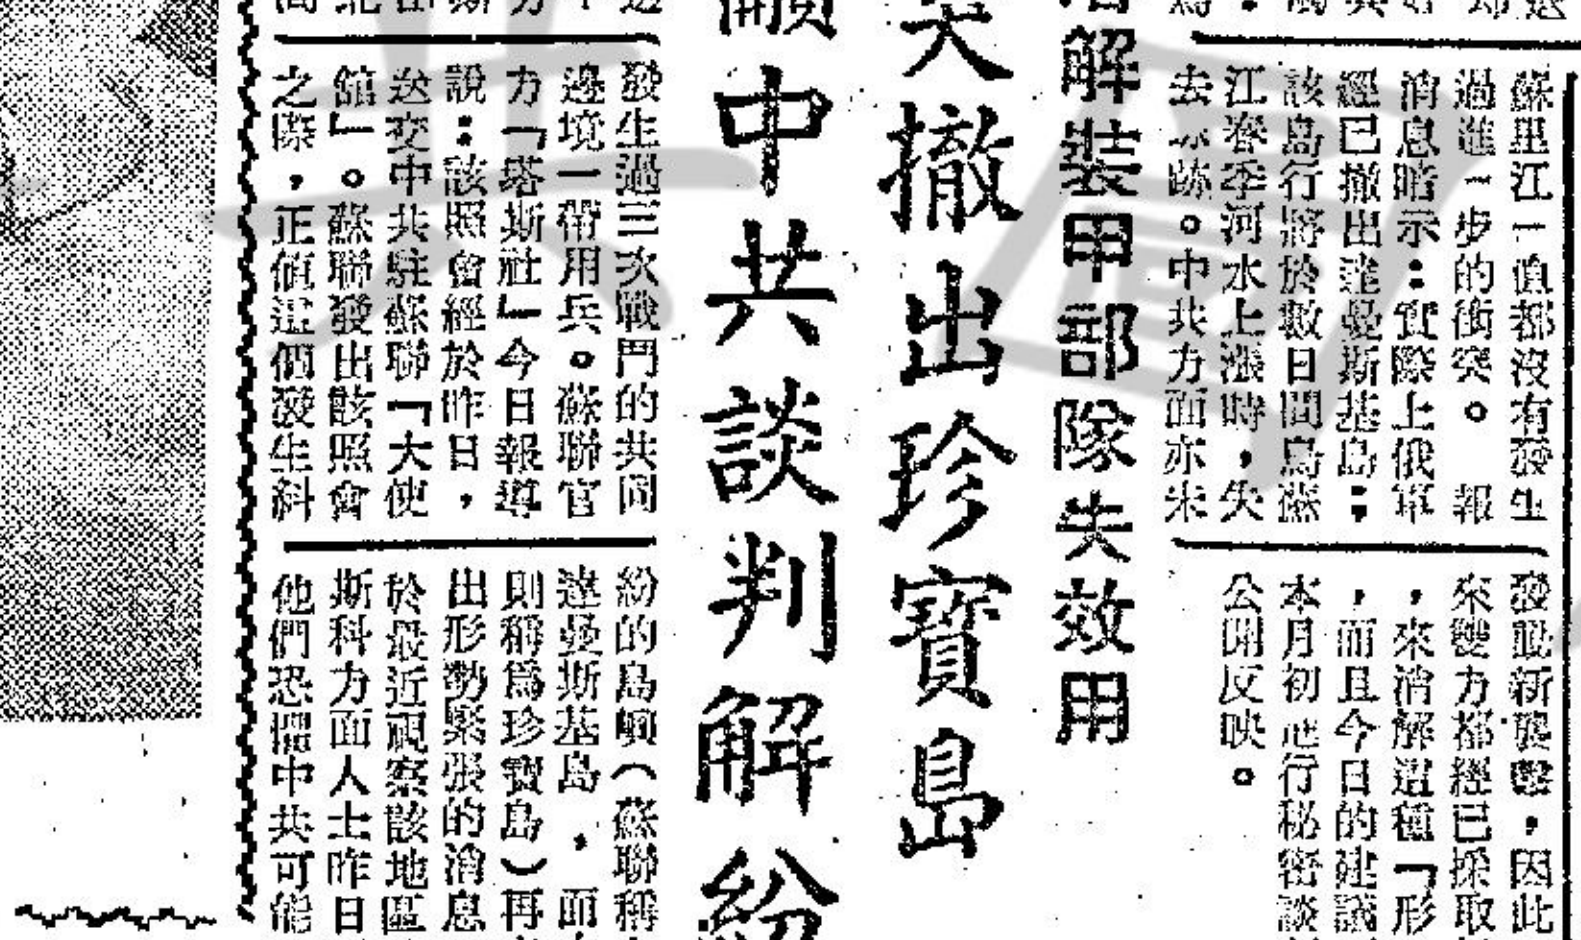 蘇里江一直都沒有發生
過進一步的衝突。 報
消息暗示：實際上俄軍
經已撤出達曼斯基島；
該島行將於數日間烏蘇
江春季河水上漲時，失
去跡。中共方面亦未
發新襲擊，因此
來雙方都經已採取
，來消解這種「形
，而且今日的建議
本月初進行秘密談
公開反映。
解裝甲部隊失效用
撤出珍寶島
願中共談判解紛
發生過三次戰鬥的共同
邊境一帶用兵。蘇聯官
力「塔斯社」今日報導
說：該照會經於昨日，
送交中共駐蘇聯「大使
舘」。蘇聯發出該照會
之際，正值這個發生糾
紛的島嶼（蘇聯稱
達曼斯基島，而
則稱爲珍寶島）再
出形勢緊張的消息
於最近視察該地區
斯科力面人士昨日
他們恐懼中共可能